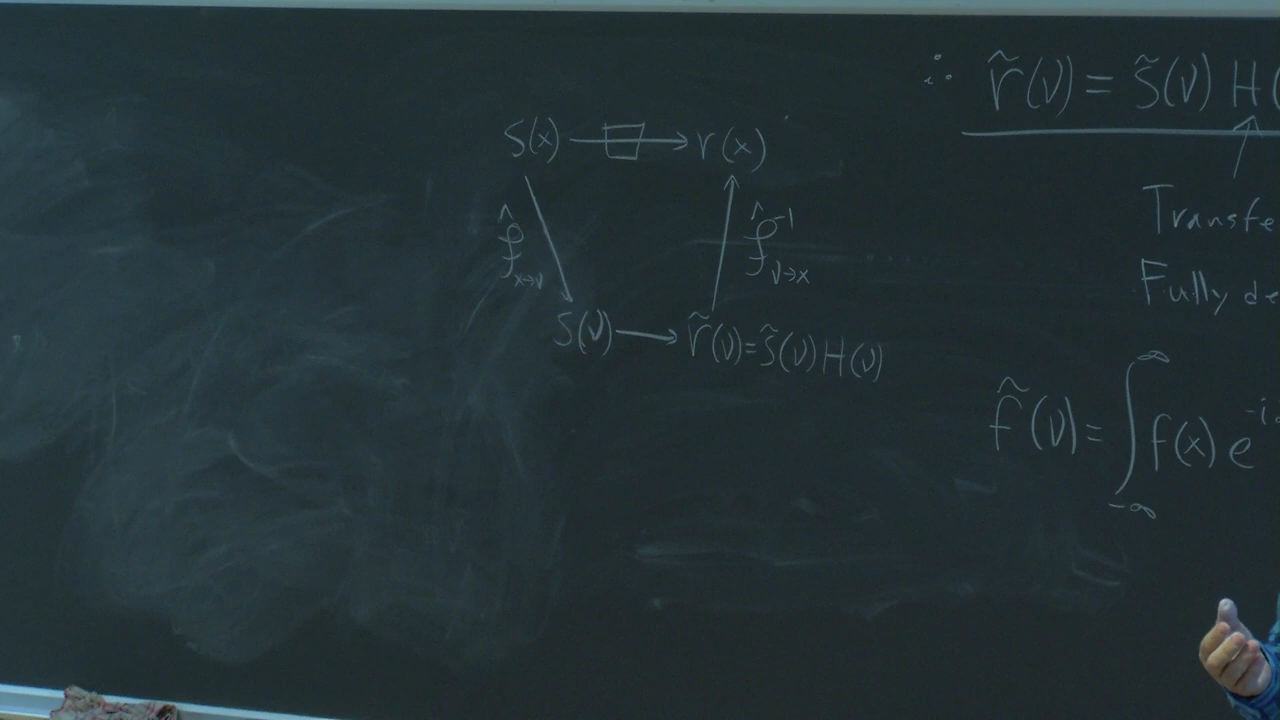 ∴ r̃(ν) = s̃(ν) H(
S(x) → r(x)
Transfe
f̂ x→ν f̂⁻¹ ν→x
Fully de
S(ν) → r̃(ν) = s̃(ν) H(ν)
f̃(ν) = ∫ -∞ ∞ f(x) e^-i